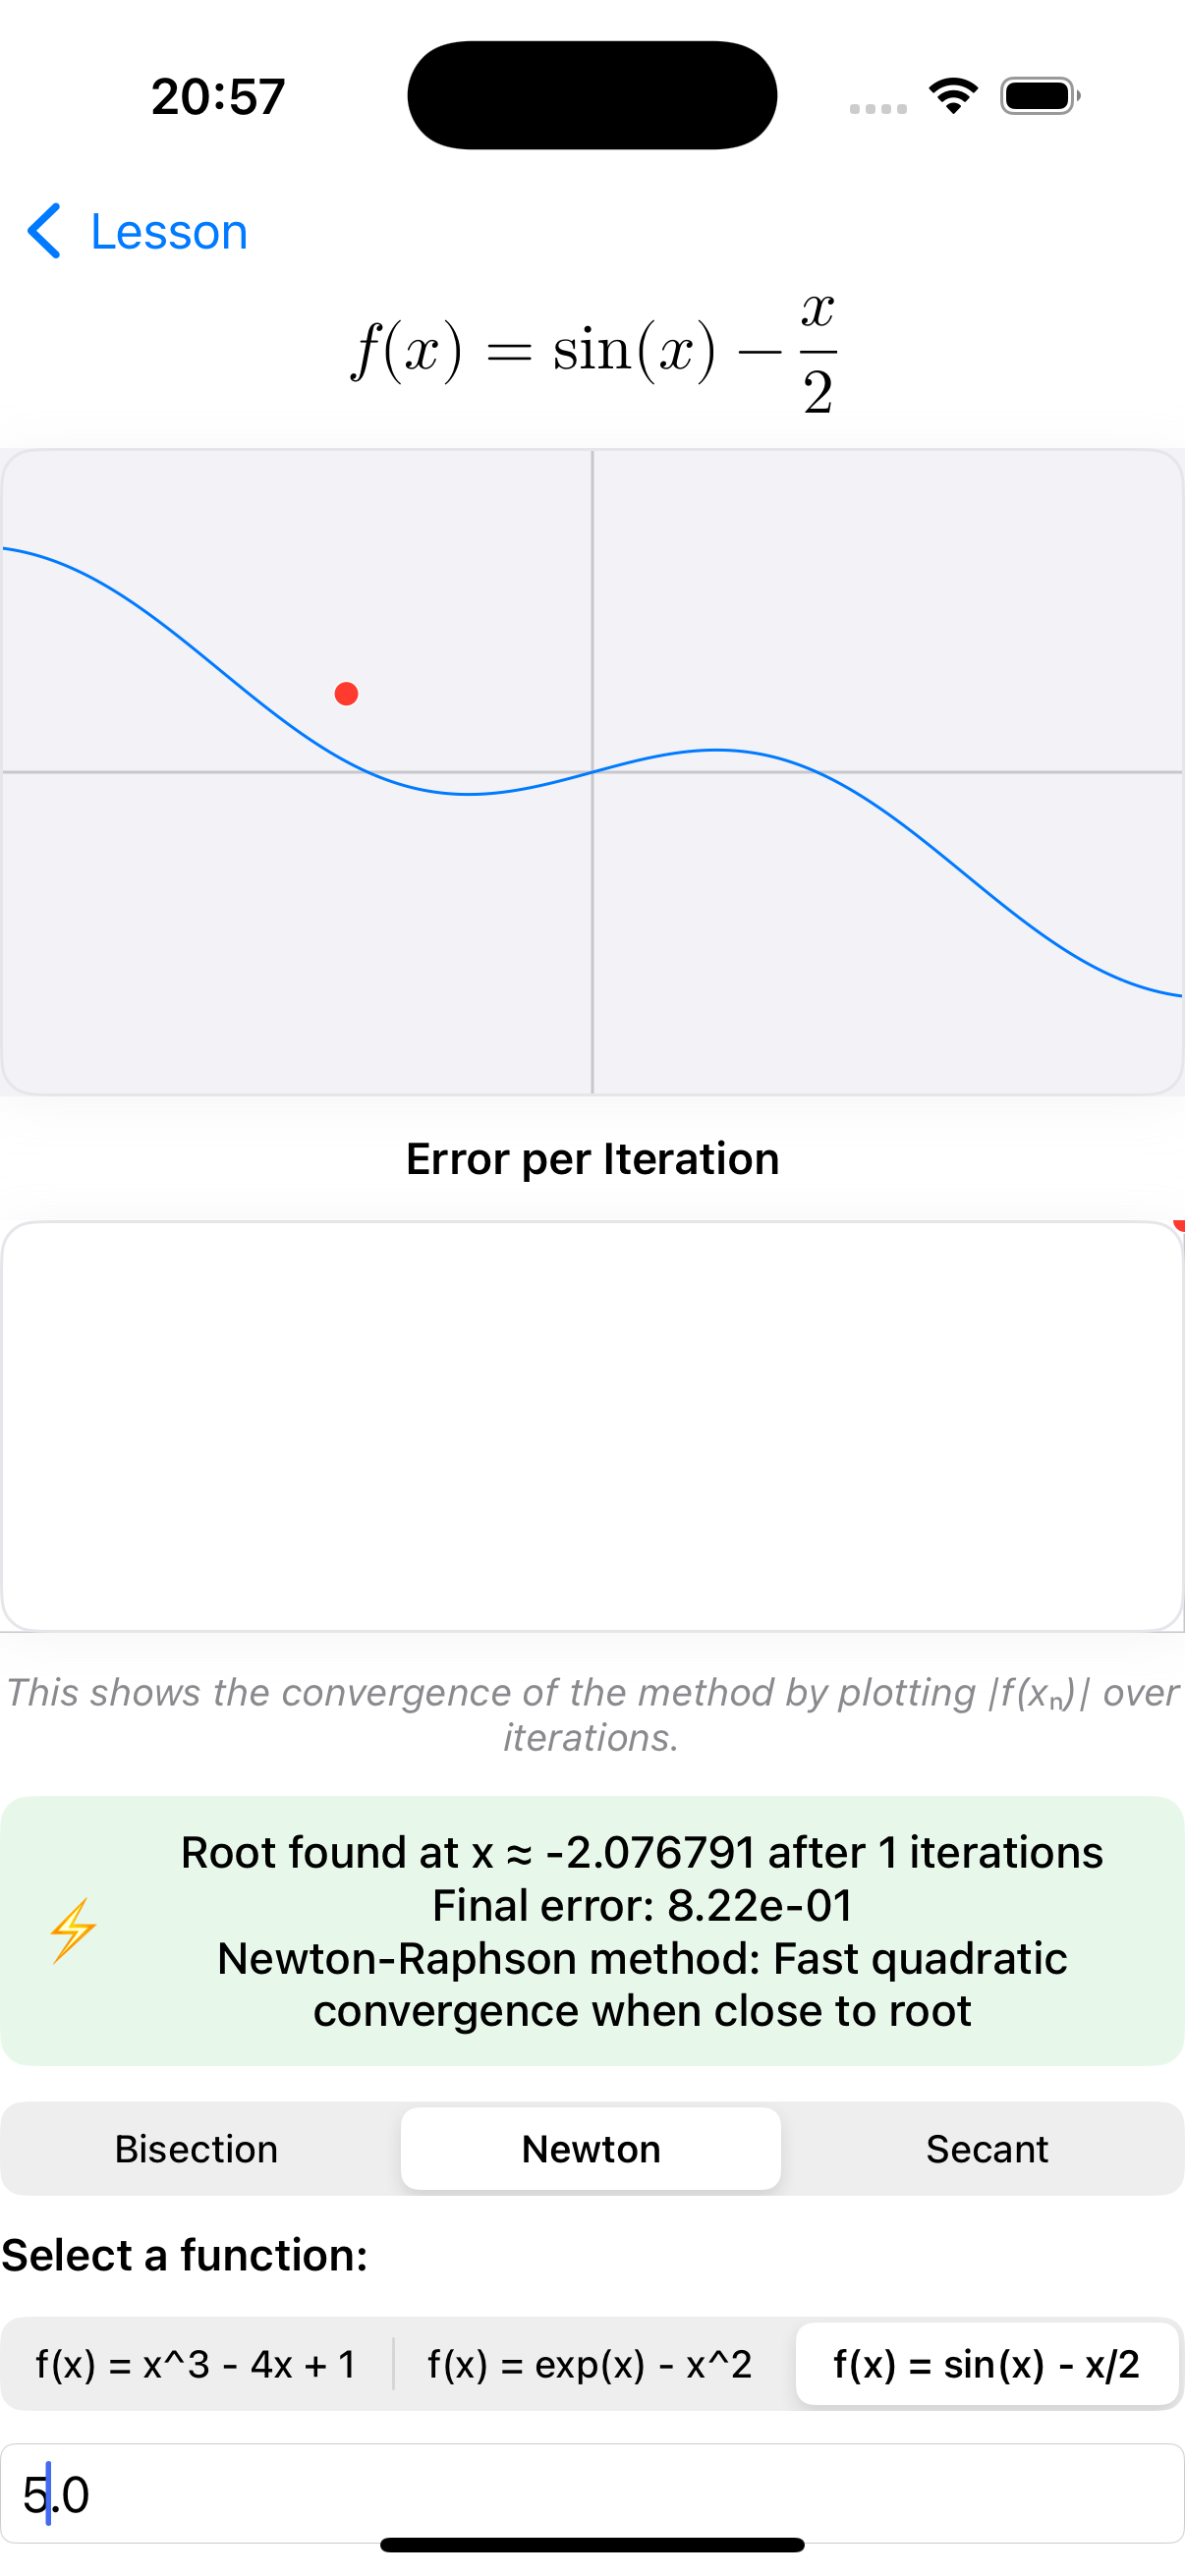 20:57
Lesson
f(x) = sin(x) − x/2
Error per Iteration
This shows the convergence of the method by plotting |f(xₙ)| over
iterations.
Root found at x ≈ -2.076791 after 1 iterations
Final error: 8.22e-01
Newton-Raphson method: Fast quadratic
convergence when close to root
Bisection Newton Secant
Select a function:
f(x) = x^3 - 4x + 1 f(x) = exp(x) - x^2 f(x) = sin(x) - x/2
5.0